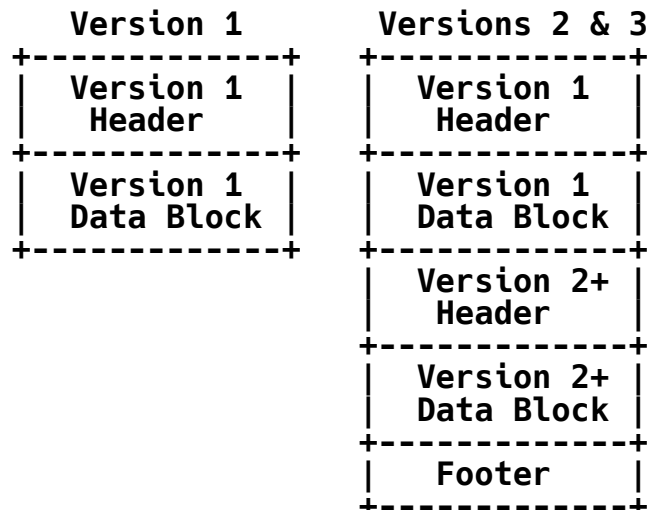 Version 1       Versions 2 & 3
+-------------+   +-------------+
|  Version 1  |   |  Version 1  |
|   Header    |   |   Header    |
+-------------+   +-------------+
|  Version 1  |   |  Version 1  |
|  Data Block |   |  Data Block |
+-------------+   +-------------+
                  |  Version 2+ |
                  |   Header    |
                  +-------------+
                  |  Version 2+ |
                  |  Data Block |
                  +-------------+
                  |   Footer    |
                  +-------------+